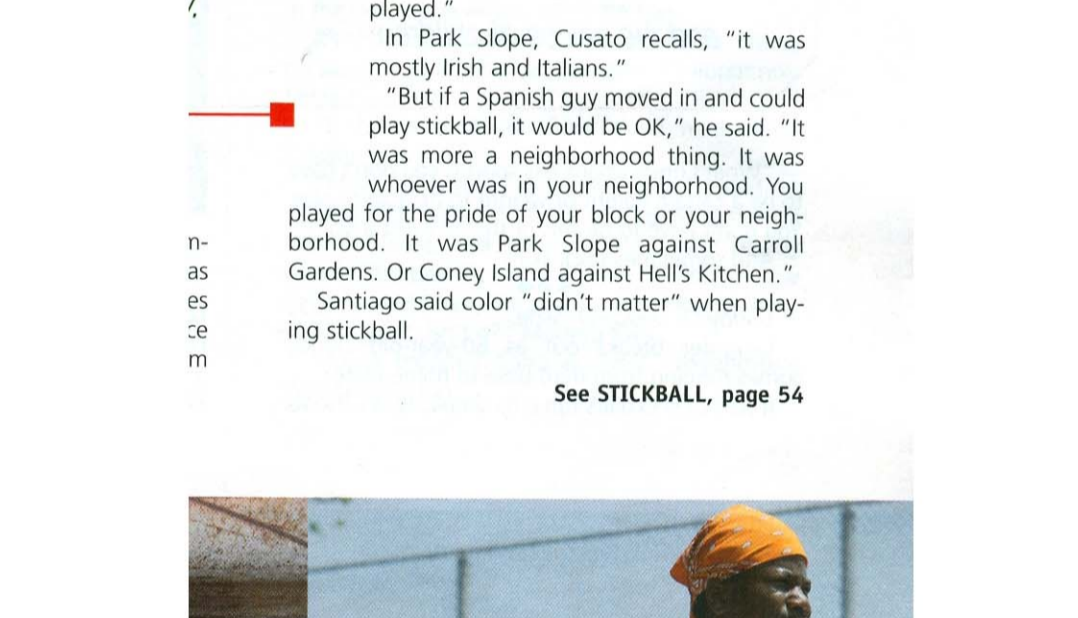 played."
In Park Slope, Cusato recalls, "it was
mostly Irish and Italians."
"But if a Spanish guy moved in and could
play stickball, it would be OK," he said. "It
was more a neighborhood thing. It was
whoever was in your neighborhood. You
played for the pride of your block or your neigh-
borhood. It was Park Slope against Carroll
Gardens. Or Coney Island against Hell's Kitchen."
Santiago said color "didn't matter" when play-
ing stickball.
See STICKBALL, page 54
n-
as
es
ce
m